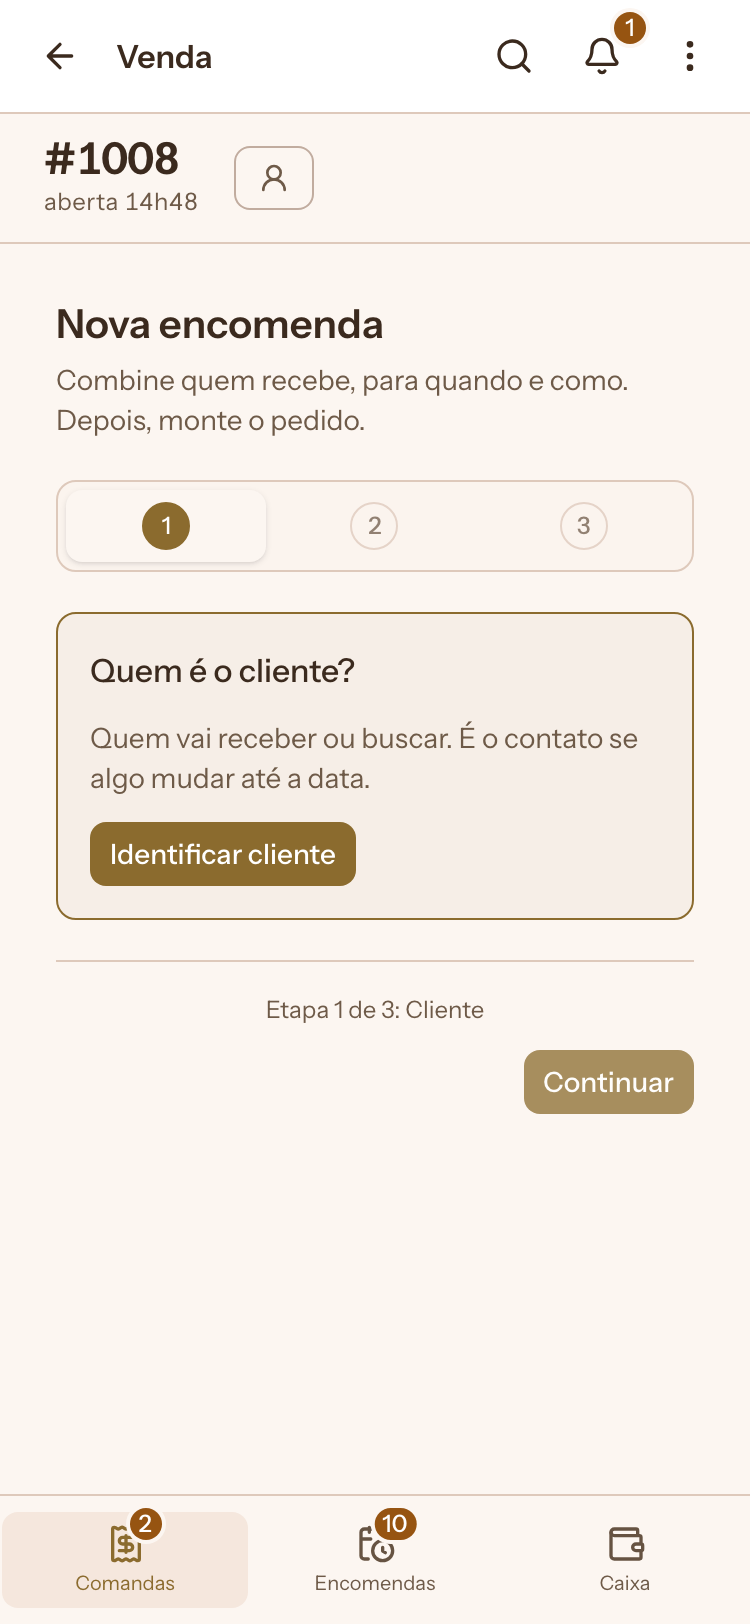 Venda
1
#1008
aberta 14h48
Nova encomenda
Combine quem recebe, para quando e como.
Depois, monte o pedido.
1
2
3
Quem é o cliente?
Quem vai receber ou buscar. É o contato se
algo mudar até a data.
Identificar cliente
Etapa 1 de 3: Cliente
Continuar
2
10
Comandas
Encomendas
Caixa